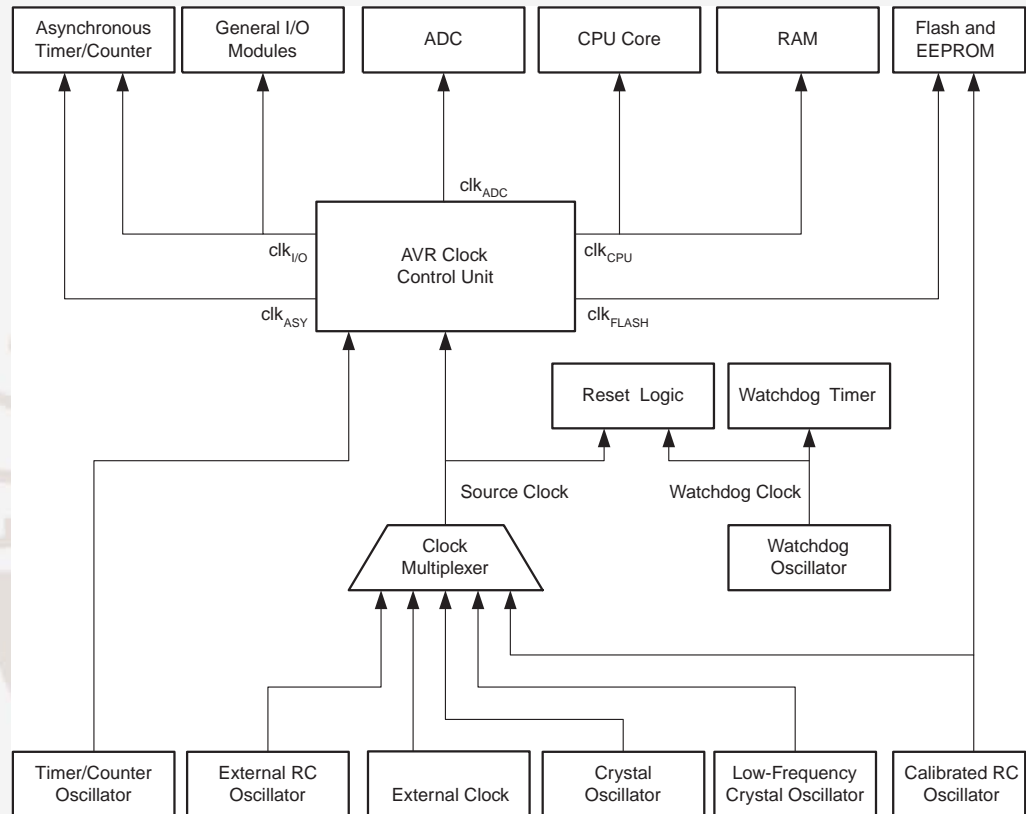 Asynchronous
Timer/Counter
General I/O
Modules
ADC
CPU Core
RAM
Flash and
EEPROM
clkADC
clkI/O
AVR Clock
Control Unit
clkCPU
clkASY
clkFLASH
Reset Logic
Watchdog Timer
Source Clock
Watchdog Clock
Clock
Multiplexer
Watchdog
Oscillator
Timer/Counter
Oscillator
External RC
Oscillator
External Clock
Crystal
Oscillator
Low-Frequency
Crystal Oscillator
Calibrated RC
Oscillator